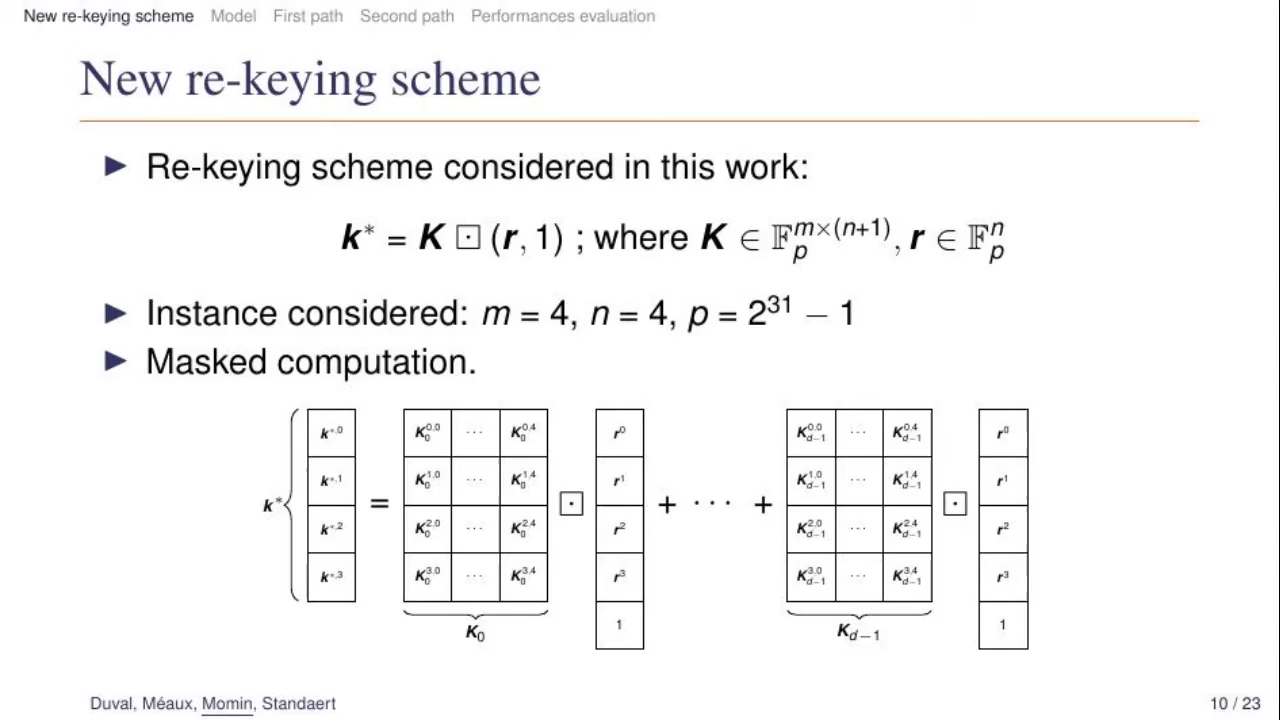 New re-keying scheme Model First path Second path Performances evaluation
New re-keying scheme
▶ Re-keying scheme considered in this work:
k* = K ⊡ (r, 1) ; where K ∈ 𝔽_p^{m×(n+1)}, r ∈ 𝔽_p^n
▶ Instance considered: m = 4, n = 4, p = 2^{31} − 1
▶ Masked computation.
k^{*,0} K_0^{0,0} ··· K_0^{0,4} r^0 K_{d−1}^{0,0} ··· K_{d−1}^{0,4} r^0
k^{*,1} K_0^{1,0} ··· K_0^{1,4} r^1 K_{d−1}^{1,0} ··· K_{d−1}^{1,4} r^1
k* = ⊡ + ··· + ⊡
k^{*,2} K_0^{2,0} ··· K_0^{2,4} r^2 K_{d−1}^{2,0} ··· K_{d−1}^{2,4} r^2
k^{*,3} K_0^{3,0} ··· K_0^{3,4} r^3 K_{d−1}^{3,0} ··· K_{d−1}^{3,4} r^3
K_0 1 K_{d−1} 1
Duval, Méaux, Momin, Standaert 10 / 23